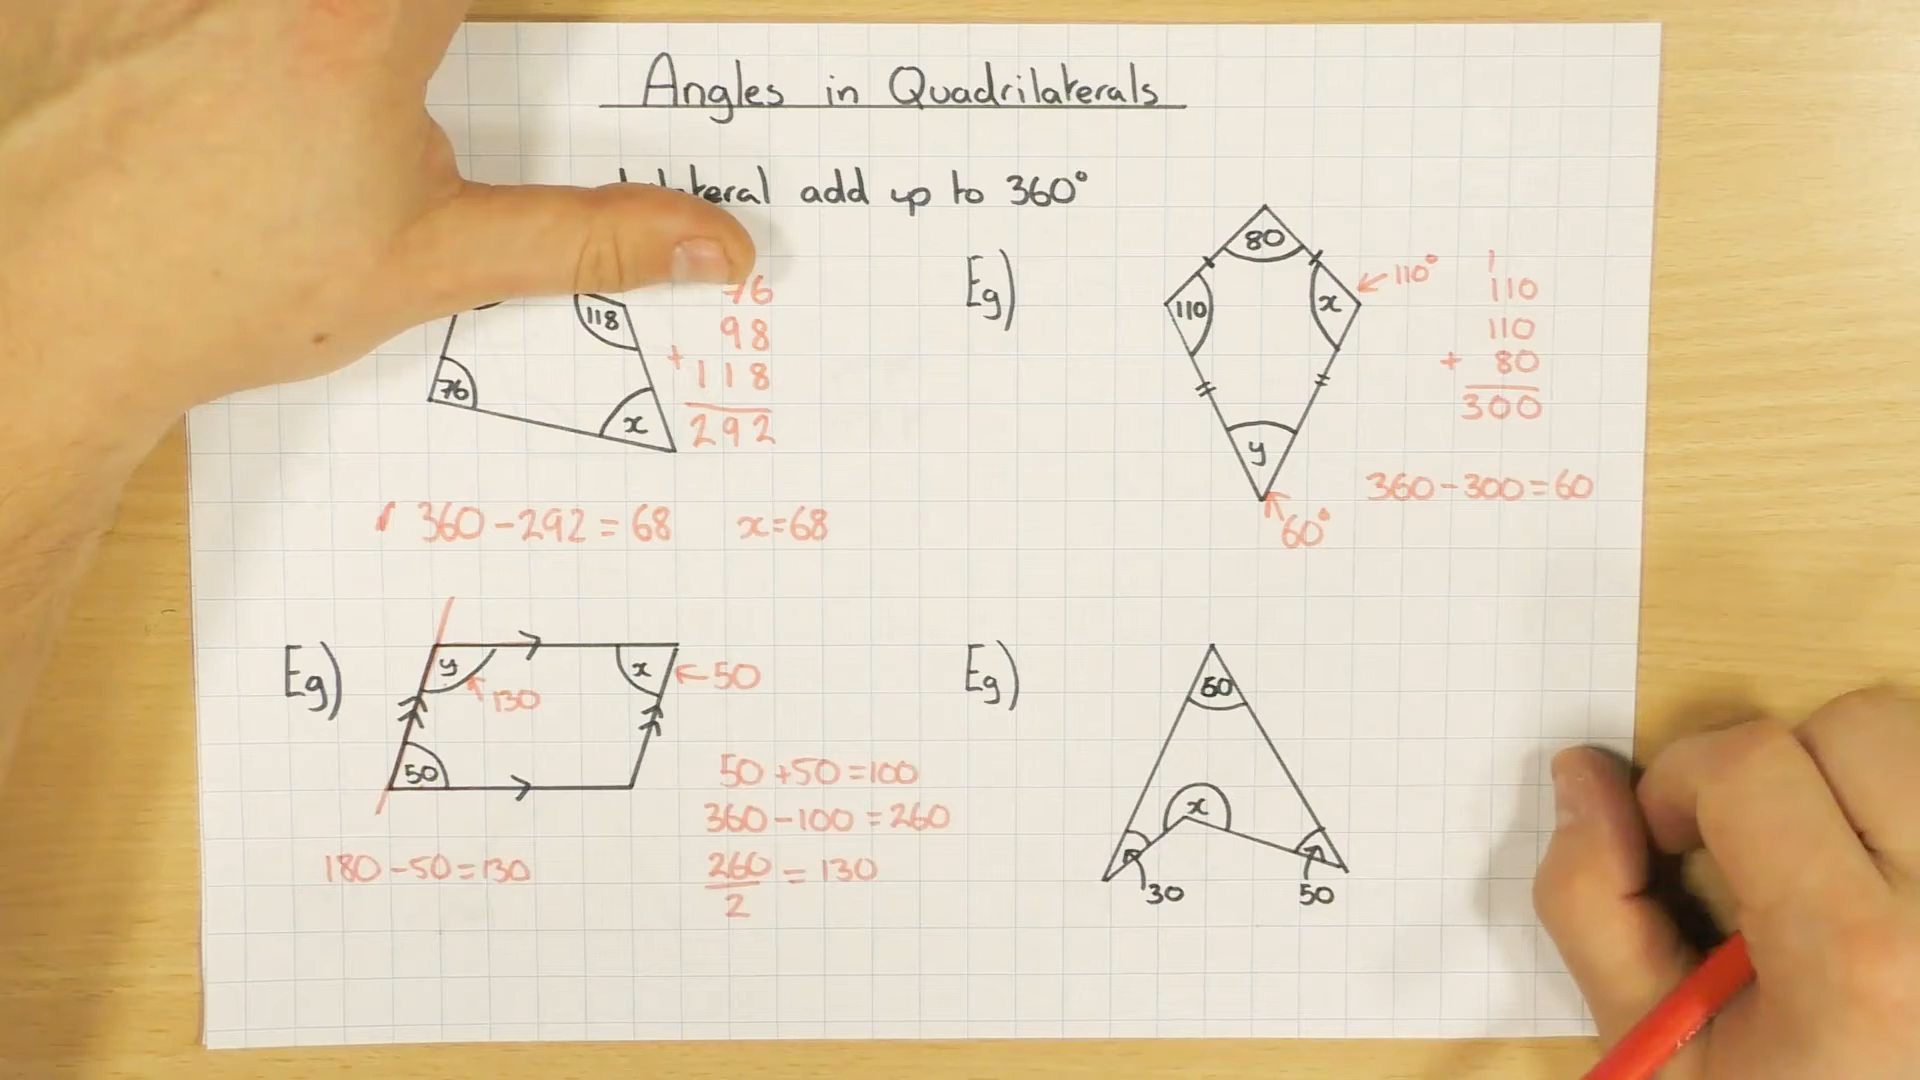 Angles in Quadrilaterals
add up to 360°
76
98
+ 118
292
118
76
x
360-292=68 x=68
Eg)
80
110
x
y
←110°
1
110
110
+ 80
300
360-300=60
60°
Eg)
y
x
50
130
←50
50+50=100
360-100=260
260/2 = 130
180-50=130
Eg)
x
30
50